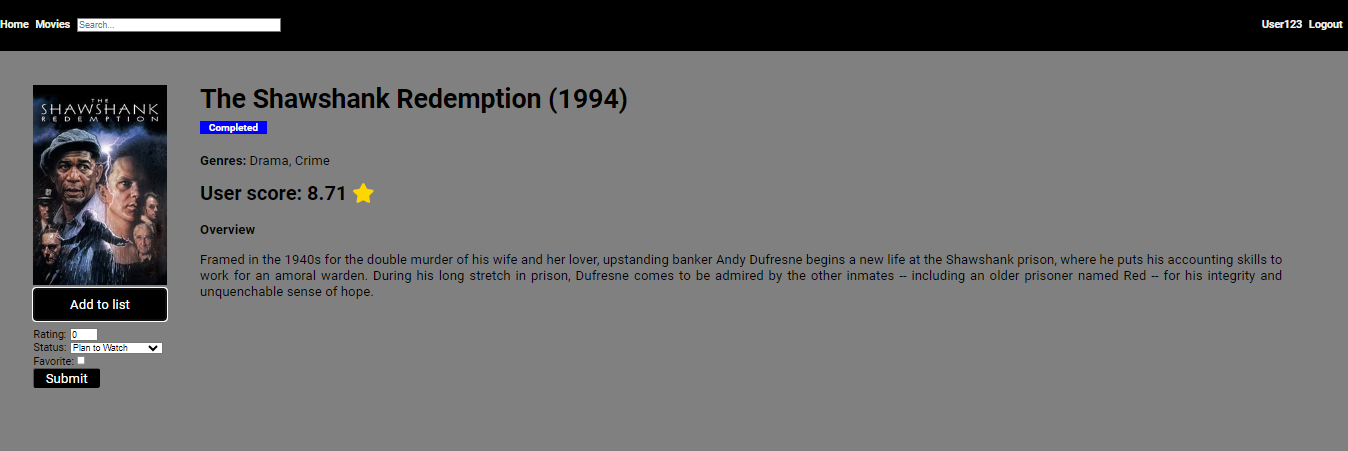 Home Movies Search... User123 Logout
THE
SHAWSHANK
REDEMPTION
The Shawshank Redemption (1994)
Completed
Genres: Drama, Crime
User score: 8.71
Overview
Framed in the 1940s for the double murder of his wife and her lover, upstanding banker Andy Dufresne begins a new life at the Shawshank prison, where he puts his accounting skills to
work for an amoral warden. During his long stretch in prison, Dufresne comes to be admired by the other inmates -- including an older prisoner named Red -- for his integrity and
unquenchable sense of hope.
Add to list
Rating: 0
Status: Plan to Watch
Favorite:
Submit